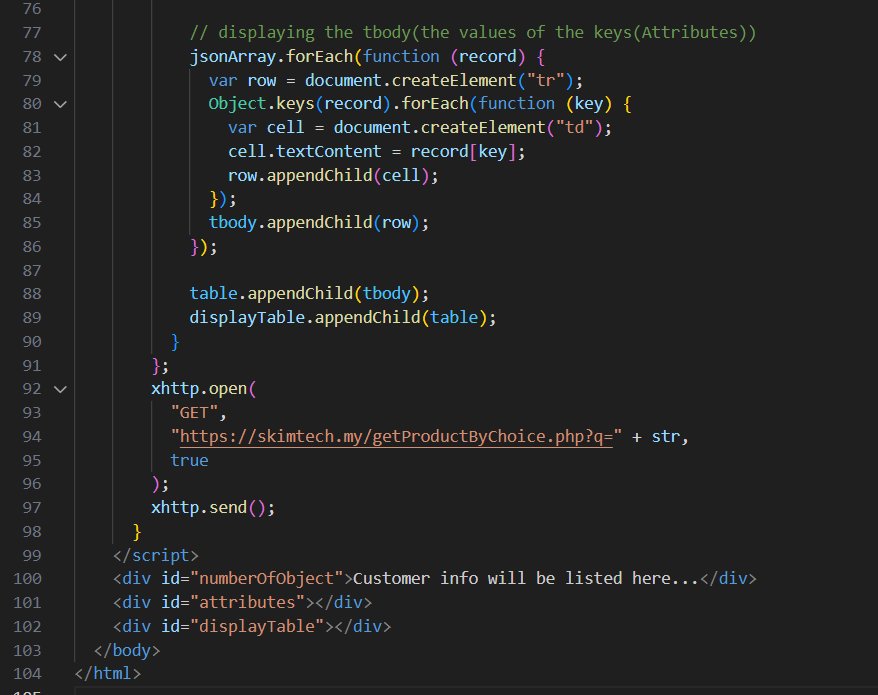 76
77 // displaying the tbody(the values of the keys(Attributes))
78 jsonArray.forEach(function (record) {
79 var row = document.createElement("tr");
80 Object.keys(record).forEach(function (key) {
81 var cell = document.createElement("td");
82 cell.textContent = record[key];
83 row.appendChild(cell);
84 });
85 tbody.appendChild(row);
86 });
87
88 table.appendChild(tbody);
89 displayTable.appendChild(table);
90 }
91 };
92 xhttp.open(
93 "GET",
94 "https://skimtech.my/getProductByChoice.php?q=" + str,
95 true
96 );
97 xhttp.send();
98 }
99 </script>
100 <div id="numberOfObject">Customer info will be listed here...</div>
101 <div id="attributes"></div>
102 <div id="displayTable"></div>
103 </body>
104 </html>
105